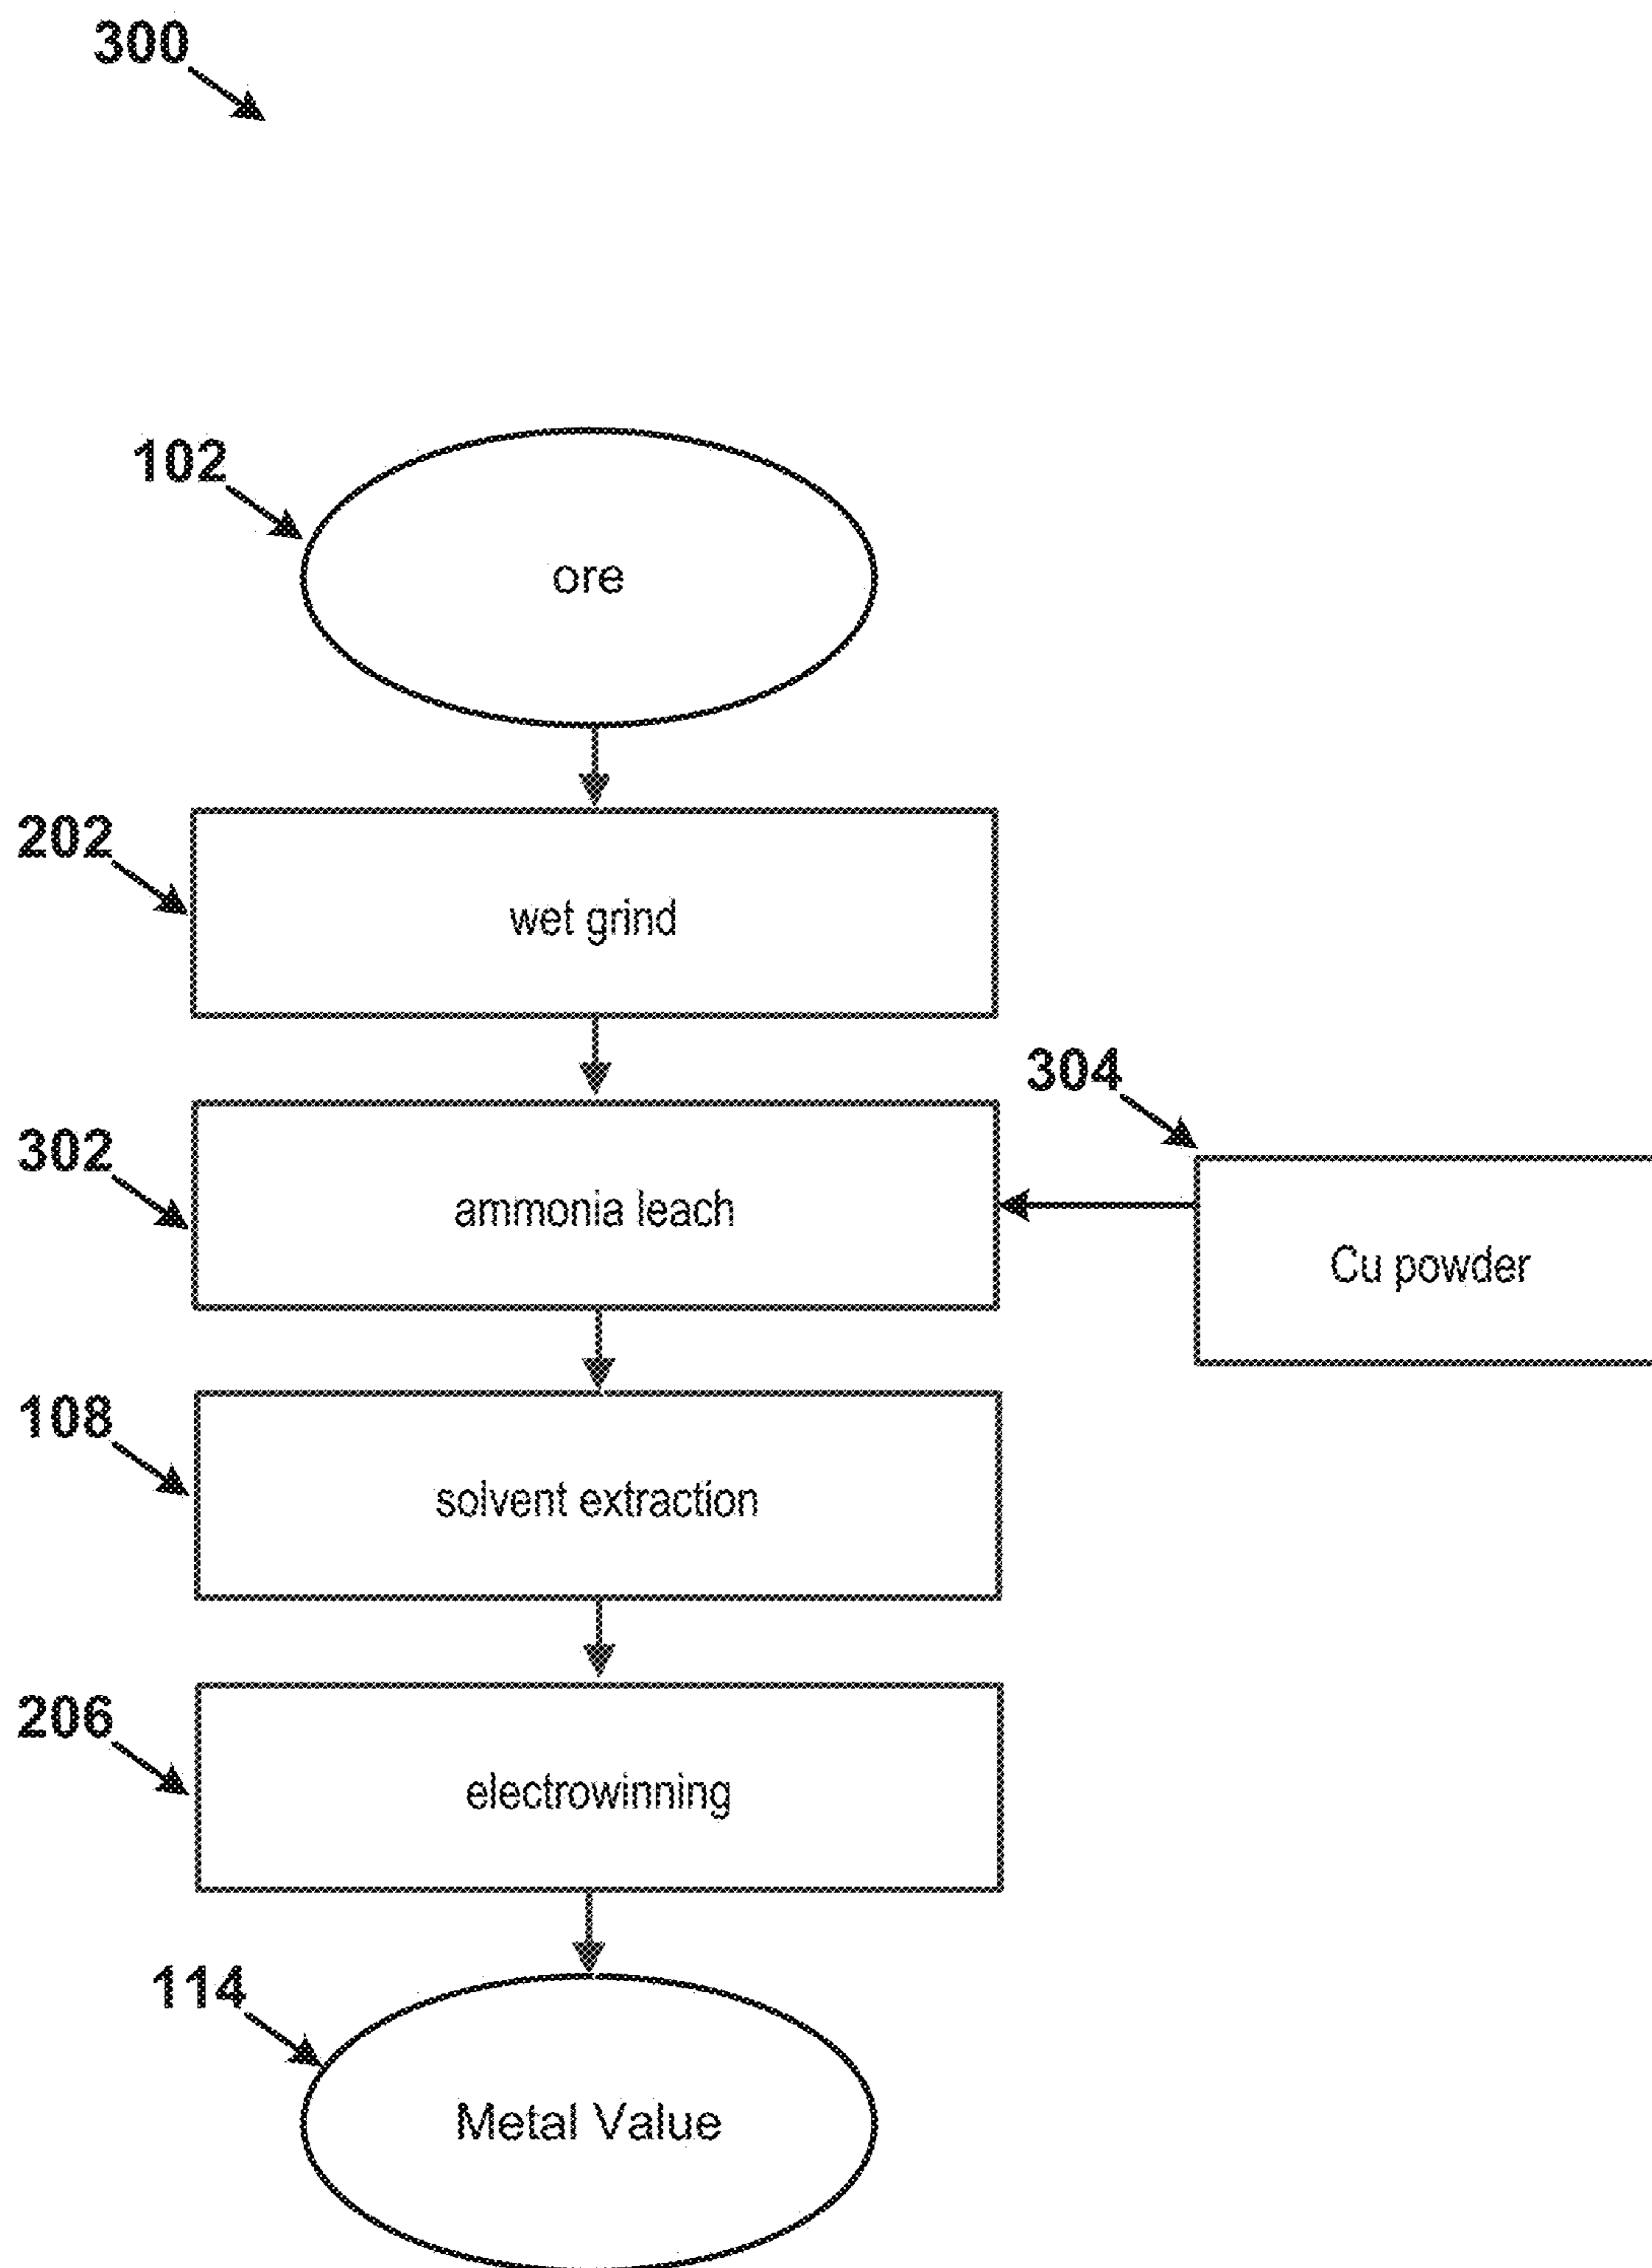 300
102
ore
202
wet grind
304
302
ammonia leach
Cu powder
108
solvent extraction
206
electrowinning
114
Metal Value